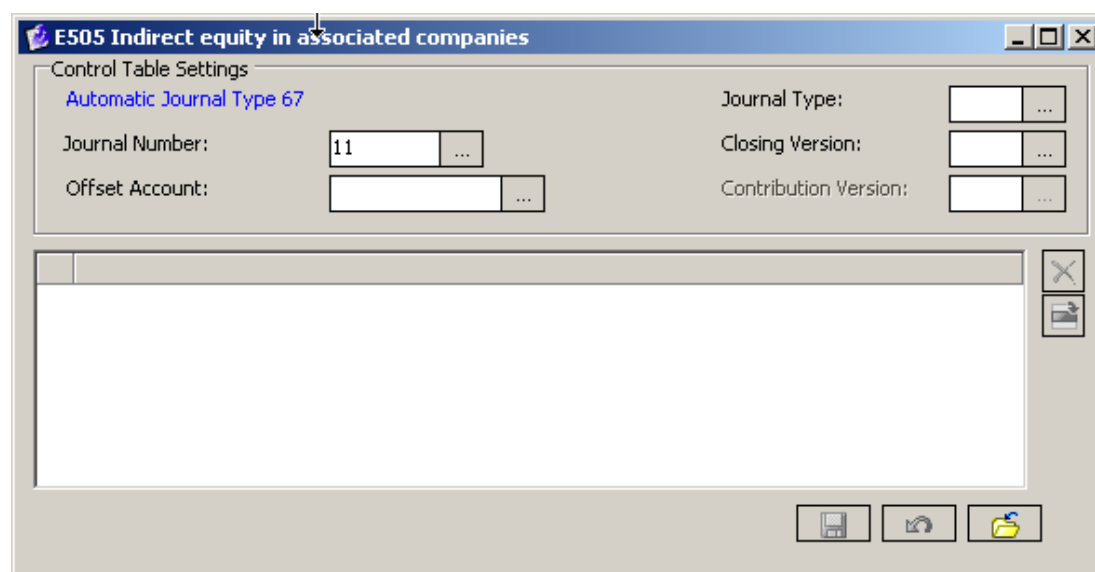 E505 Indirect equity in associated companies
Control Table Settings
Automatic Journal Type 67
Journal Type:
...
Journal Number:
11
...
Closing Version:
...
Offset Account:
...
Contribution Version:
...